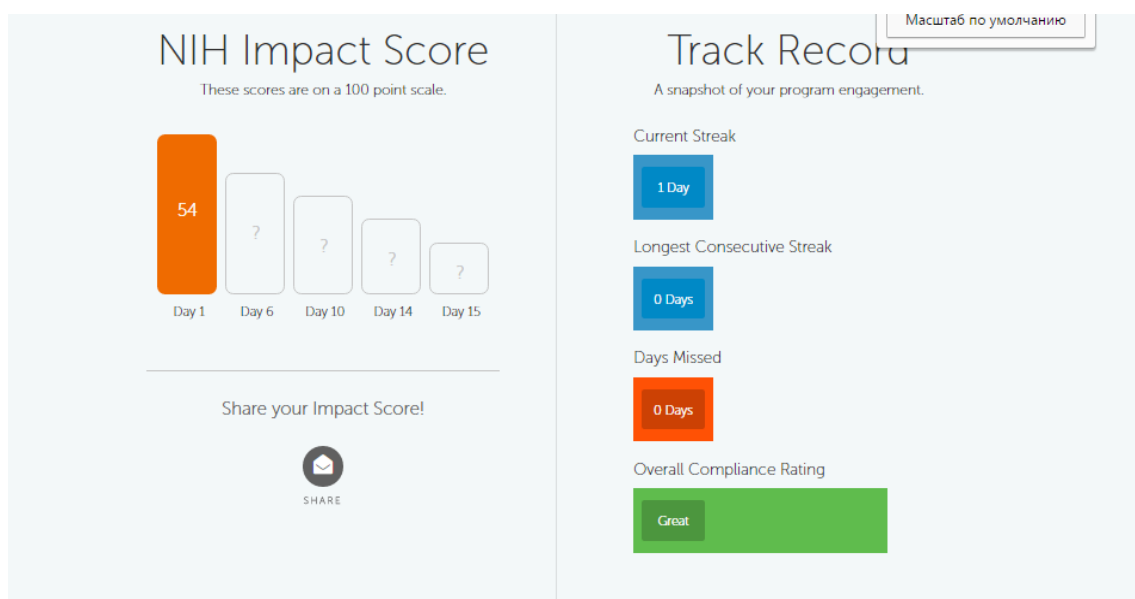 Масштаб по умолчанию
NIH Impact Score
These scores are on a 100 point scale.
54
?
?
?
?
Day 1
Day 6
Day 10
Day 14
Day 15
Share your Impact Score!
SHARE
Track Record
A snapshot of your program engagement.
Current Streak
1 Day
Longest Consecutive Streak
0 Days
Days Missed
0 Days
Overall Compliance Rating
Great